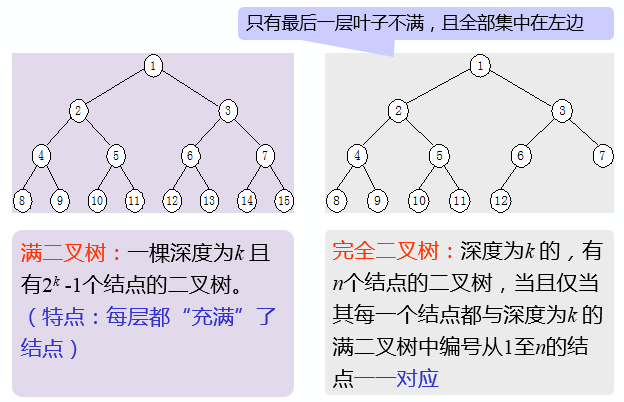 只有最后一层叶子不满，且全部集中在左边
1
2 3
4 5 6 7
8 9 10 11 12 13 14 15
1
2 3
4 5 6 7
8 9 10 11 12
满二叉树：一棵深度为k 且
有2ᵏ -1个结点的二叉树。
（特点：每层都“充满”了
结点）
完全二叉树：深度为k 的，有
n个结点的二叉树，当且仅当
其每一个结点都与深度为k 的
满二叉树中编号从1至n的结
点一一对应